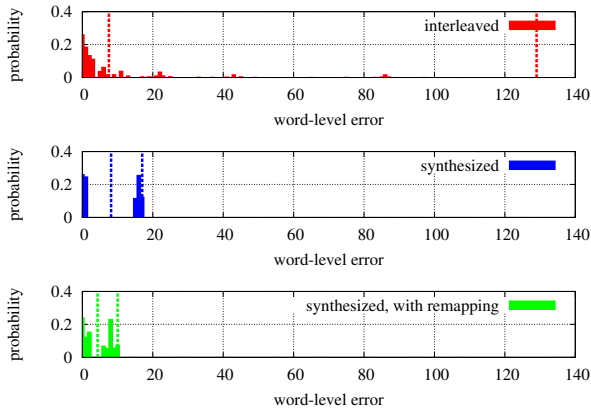 probability
0.4
0.2
0
interleaved
0 20 40 60 80 100 120 140
word-level error
probability
0.4
0.2
0
synthesized
0 20 40 60 80 100 120 140
word-level error
probability
0.4
0.2
0
synthesized, with remapping
0 20 40 60 80 100 120 140
word-level error